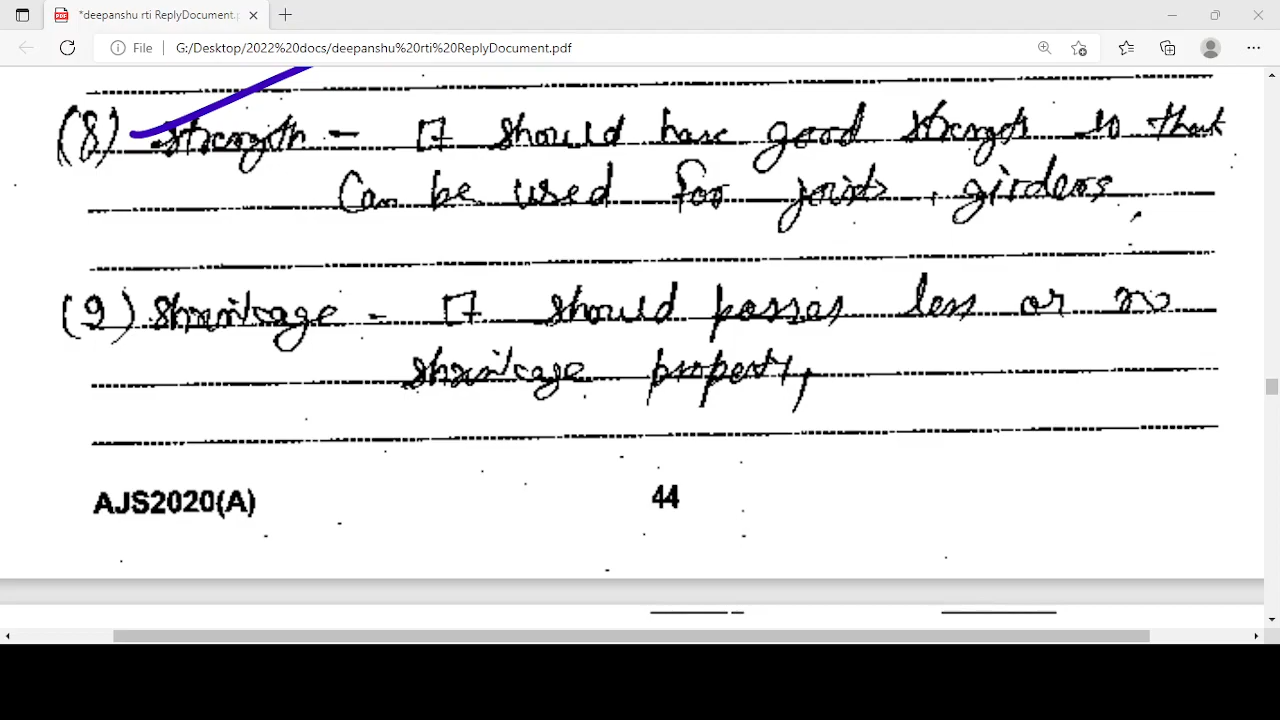 *deepanshu rti ReplyDocument.p
File
G:/Desktop/2022%20docs/deepanshu%20rti%20ReplyDocument.pdf
(8) Strength - It should have good strength so that
Can be used for joists, girders,
(9) Shrinkage - It should posses less or no
shrinkage property,
AJS2020(A) 44